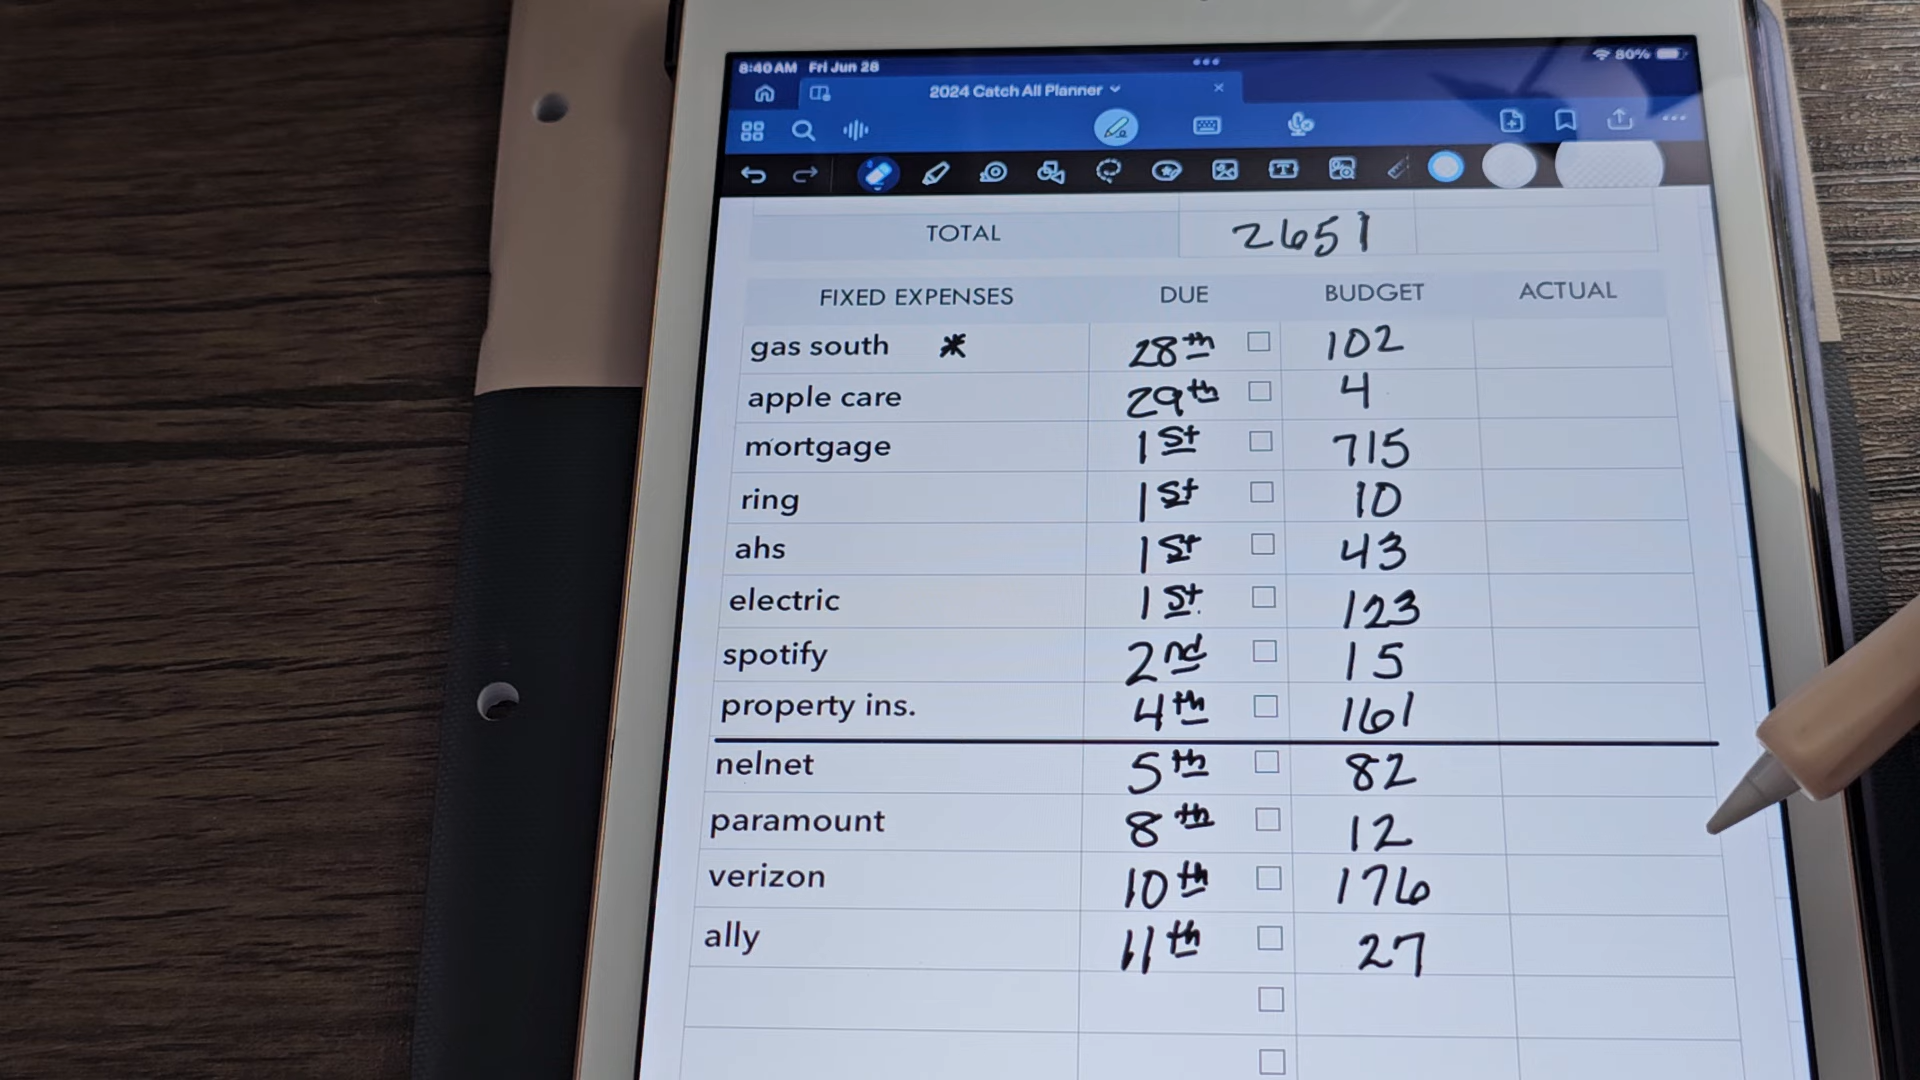 8:40 AM Fri Jun 28
80%
2024 Catch All Planner
TOTAL 2651
FIXED EXPENSES DUE BUDGET ACTUAL
gas south * 28th 102
apple care 29th 4
mortgage 1st 715
ring 1st 10
ahs 1st 43
electric 1st 123
spotify 2nd 15
property ins. 4th 161
nelnet 5th 82
paramount 8th 12
verizon 10th 176
ally 11th 27